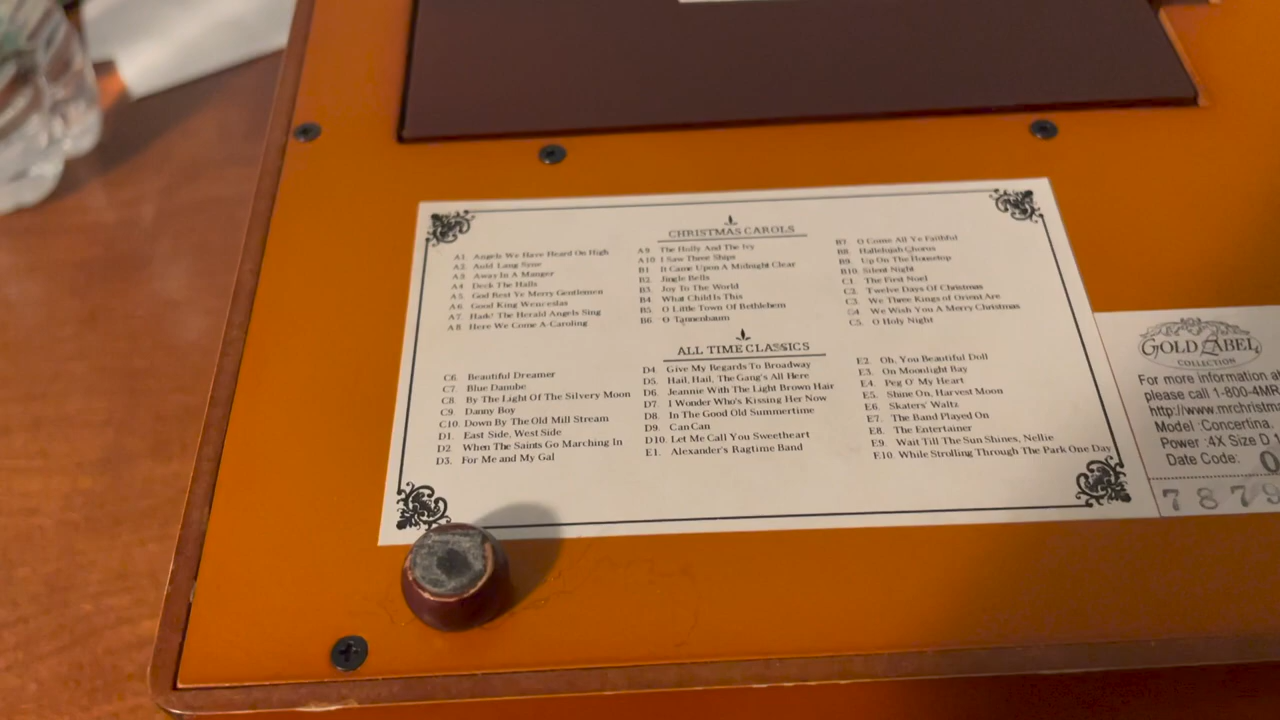 CHRISTMAS CAROLS
A1. Angels We Have Heard On High
A2. Auld Lang Syne
A3. Away In A Manger
A4. Deck The Halls
A5. God Rest Ye Merry Gentlemen
A6. Good King Wenceslas
A7. Hark! The Herald Angels Sing
A8. Here We Come A-Caroling
A9. The Holly And The Ivy
A10. I Saw Three Ships
B1. It Came Upon A Midnight Clear
B2. Jingle Bells
B3. Joy To The World
B4. What Child Is This
B5. O Little Town Of Bethlehem
B6. O Tannenbaum
B7. O Come All Ye Faithful
B8. Hallelujah Chorus
B9. Up On The Housetop
B10. Silent Night
C1. The First Noel
C2. Twelve Days Of Christmas
C3. We Three Kings of Orient Are
C4. We Wish You A Merry Christmas
C5. O Holy Night
ALL TIME CLASSICS
C6. Beautiful Dreamer
C7. Blue Danube
C8. By The Light Of The Silvery Moon
C9. Danny Boy
C10. Down By The Old Mill Stream
D1. East Side, West Side
D2. When The Saints Go Marching In
D3. For Me and My Gal
D4. Give My Regards To Broadway
D5. Hail, Hail, The Gang's All Here
D6. Jeannie With The Light Brown Hair
D7. I Wonder Who's Kissing Her Now
D8. In The Good Old Summertime
D9. CanCan
D10. Let Me Call You Sweetheart
E1. Alexander's Ragtime Band
E2. Oh, You Beautiful Doll
E3. On Moonlight Bay
E4. Peg O' My Heart
E5. Shine On, Harvest Moon
E6. Skaters' Waltz
E7. The Band Played On
E8. The Entertainer
E9. Wait Till The Sun Shines, Nellie
E10. While Strolling Through The Park One Day
GOLD LABEL
COLLECTION
For more information a
please call 1-800-4MR
http://www.mrchristm
Model :Concertina.
Power :4X Size D 1
Date Code: 0
7879